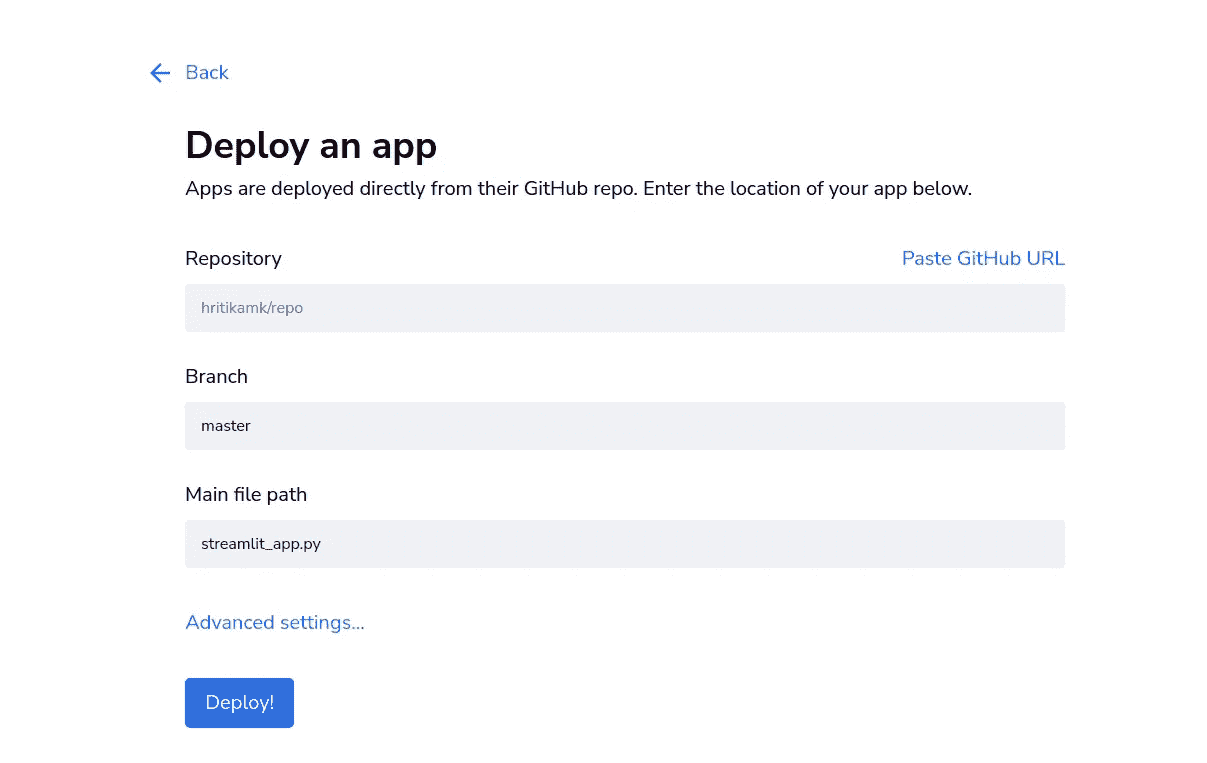 Back
Deploy an app
Apps are deployed directly from their GitHub repo. Enter the location of your app below.
Repository Paste GitHub URL
hritikamk/repo
Branch
master
Main file path
streamlit_app.py
Advanced settings...
Deploy!